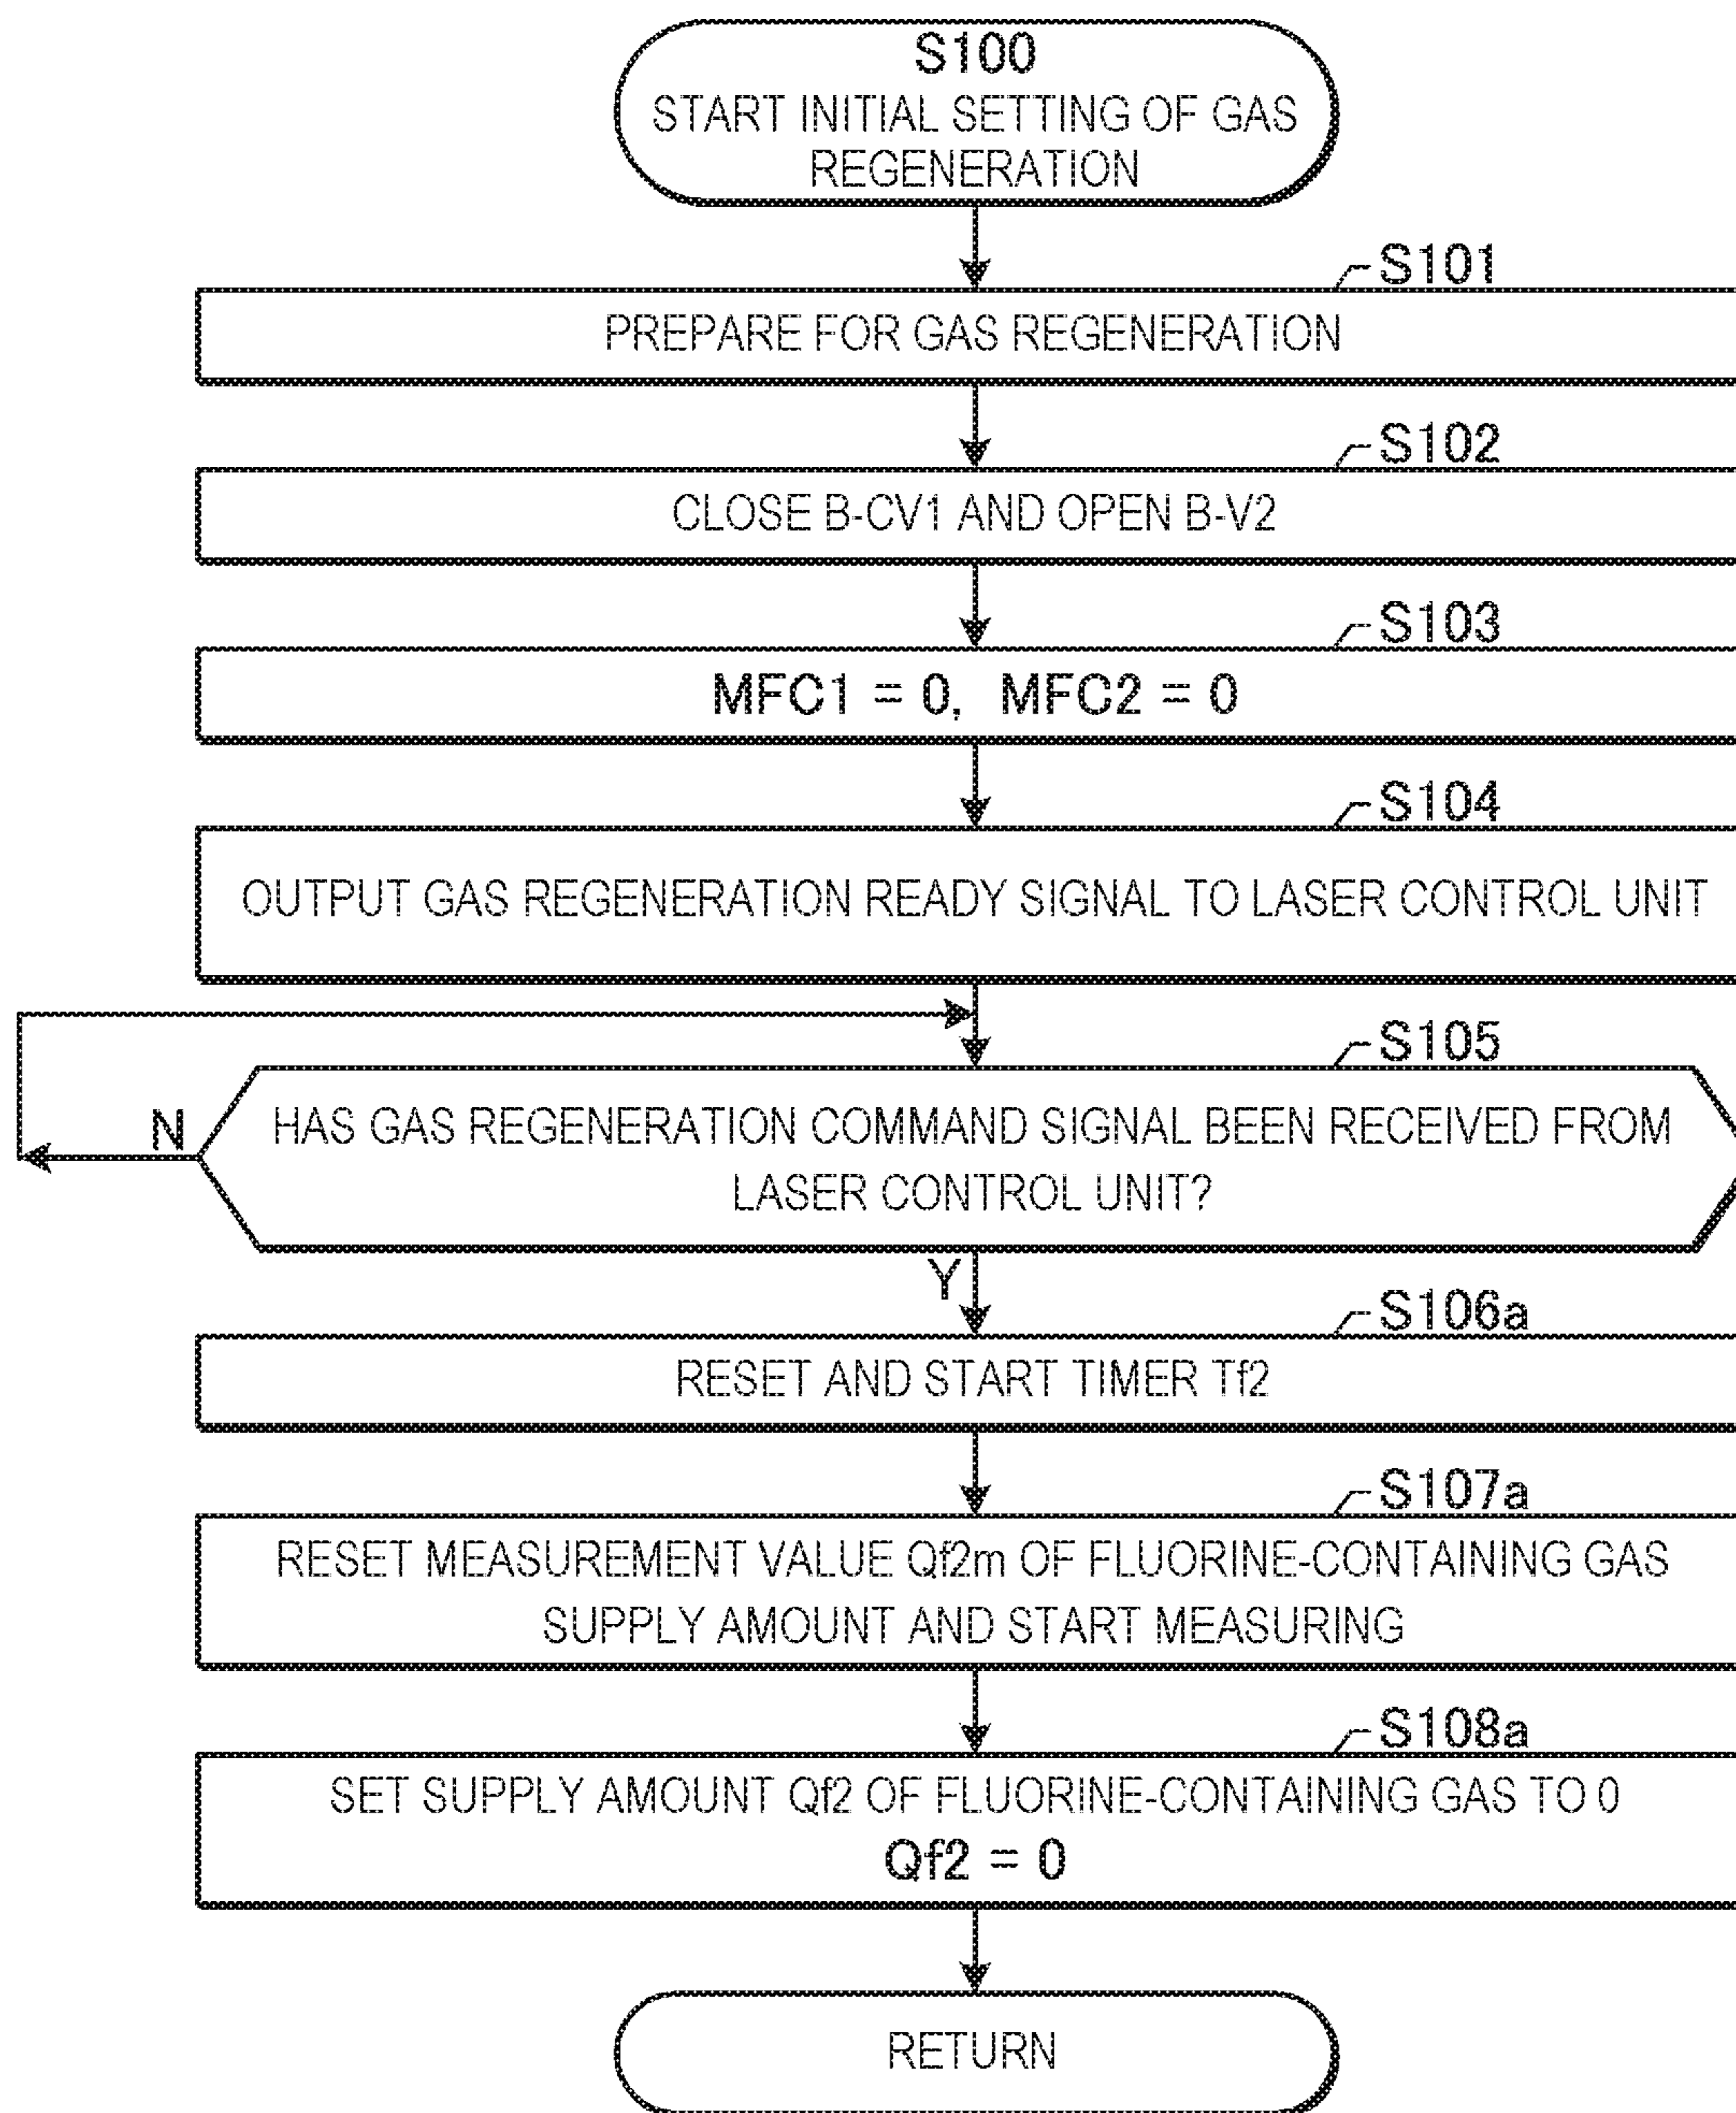 S100
START INITIAL SETTING OF GAS
REGENERATION
S101
PREPARE FOR GAS REGENERATION
S102
CLOSE B-CV1 AND OPEN B-V2
S103
MFC1 = 0, MFC2 = 0
S104
OUTPUT GAS REGENERATION READY SIGNAL TO LASER CONTROL UNIT
S105
HAS GAS REGENERATION COMMAND SIGNAL BEEN RECEIVED FROM
LASER CONTROL UNIT?
N
Y
S106a
RESET AND START TIMER Tf2
S107a
RESET MEASUREMENT VALUE Qf2m OF FLUORINE-CONTAINING GAS
SUPPLY AMOUNT AND START MEASURING
S108a
SET SUPPLY AMOUNT Qf2 OF FLUORINE-CONTAINING GAS TO 0
Qf2 = 0
RETURN